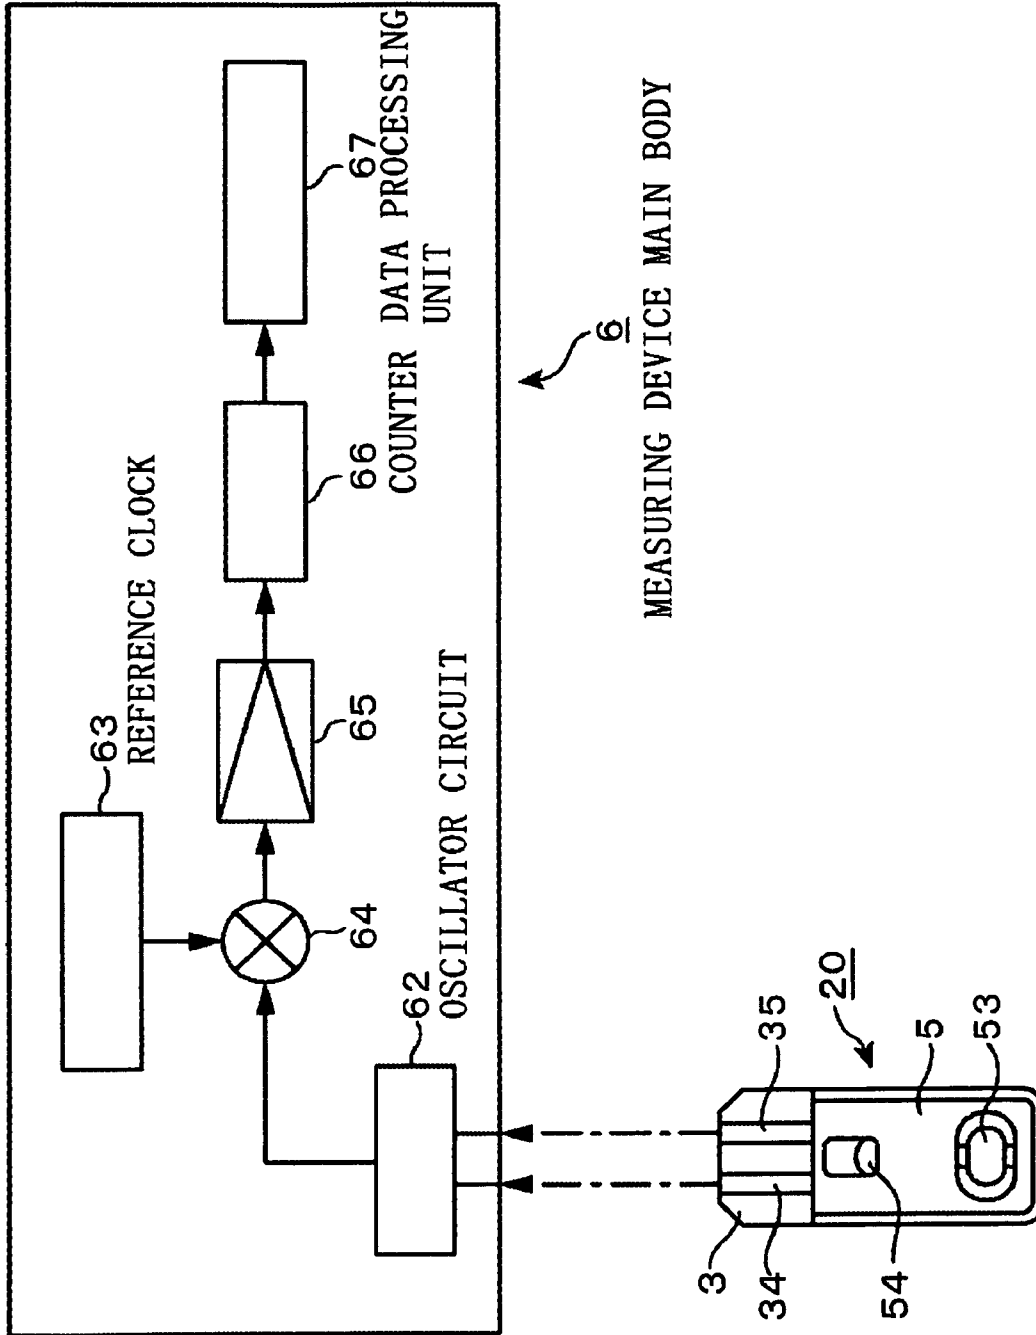 63
REFERENCE CLOCK
62
OSCILLATOR CIRCUIT
64
65
66
COUNTER
67
DATA PROCESSING
UNIT
6
MEASURING DEVICE MAIN BODY
20
3
34
35
5
54
53